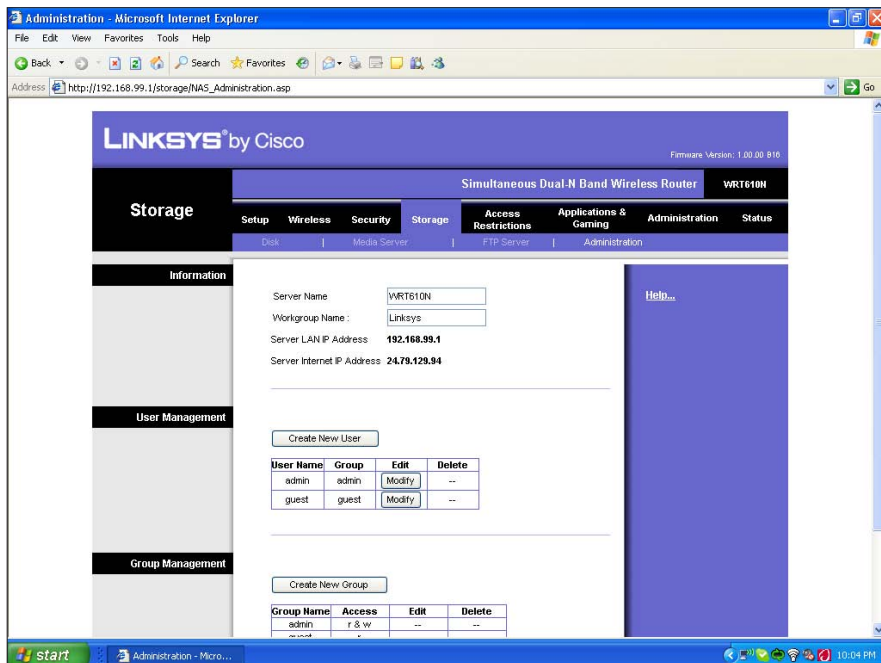 Administration - Microsoft Internet Explorer
File Edit View Favorites Tools Help
Back Search Favorites
Address http://192.168.99.1/storage/NAS_Administration.asp Go
LINKSYS® by Cisco
Firmware Version: 1.00.00 B16
Simultaneous Dual-N Band Wireless Router WRT610N
Storage
Setup Wireless Security Storage Access Restrictions Applications & Gaming Administration Status
Disk | Media Server | FTP Server | Administration
Information
Help...
Server Name WRT610N
Workgroup Name : Linksys
Server LAN IP Address 192.168.99.1
Server Internet IP Address 24.79.129.94
User Management
Create New User
User Name Group Edit Delete
admin admin Modify --
guest guest Modify --
Group Management
Create New Group
Group Name Access Edit Delete
admin r & w -- --
start Administration - Micro... 10:04 PM